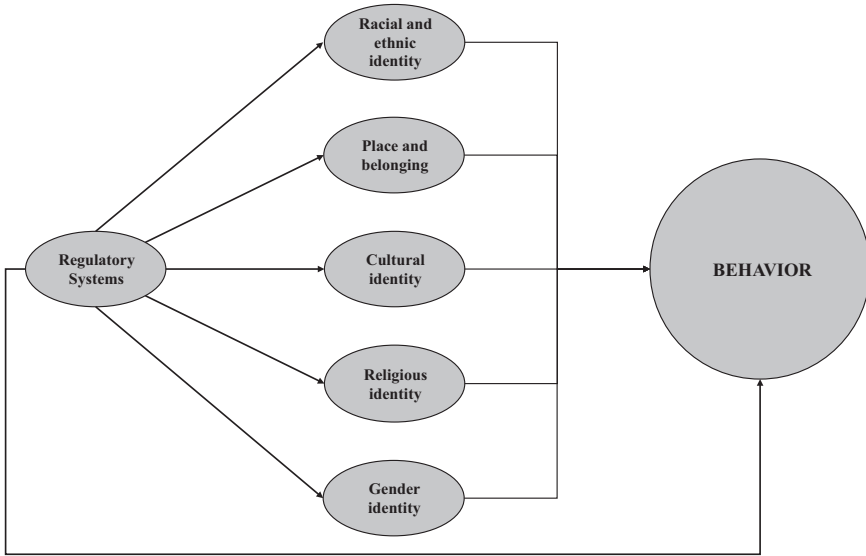 Racial and
ethnic
identity
Place and
belonging
Regulatory
Systems
Cultural
identity
BEHAVIOR
Religious
identity
Gender
identity